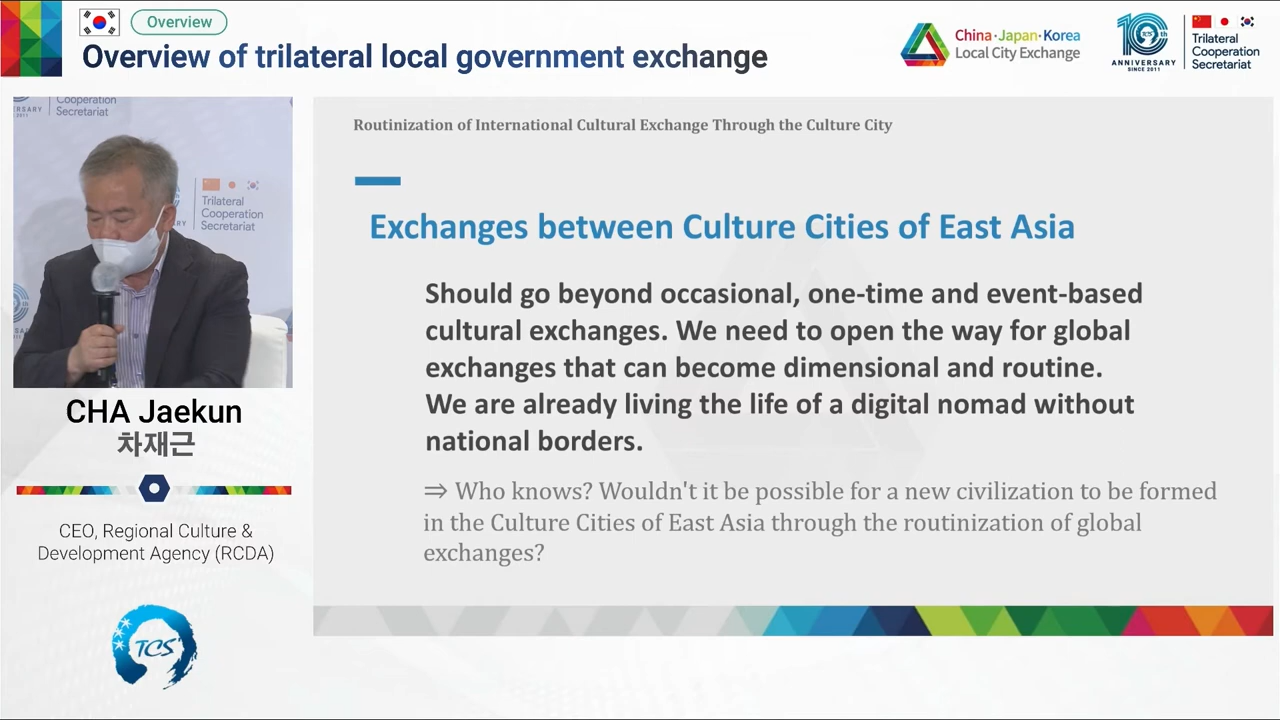 Overview
Overview of trilateral local government exchange
China·Japan·Korea
Local City Exchange
10th
TCS
ANNIVERSARY
SINCE 2011
Trilateral
Cooperation
Secretariat
RSARY
2011
Cooperation
Secretariat
Trilateral
Cooperation
Secretariat
RY
CHA Jaekun
차재근
CEO, Regional Culture &
Development Agency (RCDA)
TCS
Routinization of International Cultural Exchange Through the Culture City
Exchanges between Culture Cities of East Asia
Should go beyond occasional, one-time and event-based
cultural exchanges. We need to open the way for global
exchanges that can become dimensional and routine.
We are already living the life of a digital nomad without
national borders.
⇒ Who knows? Wouldn't it be possible for a new civilization to be formed
in the Culture Cities of East Asia through the routinization of global
exchanges?